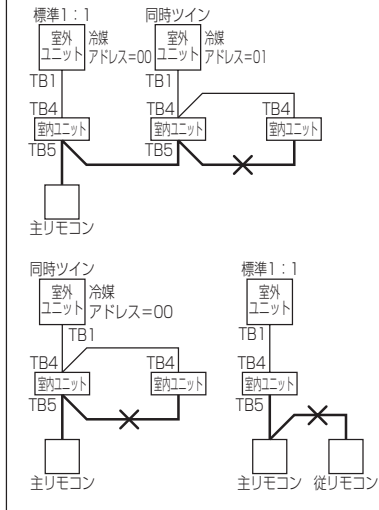 標準1：1
室外
ユニット
冷媒
アドレス=00
TB1
TB4
室内ユニット
TB5
主リモコン
同時ツイン
室外
ユニット
冷媒
アドレス=01
TB1
TB4
室内ユニット
TB5
TB4
室内ユニット
同時ツイン
室外
ユニット
冷媒
アドレス=00
TB1
TB4
室内ユニット
TB5
TB4
室内ユニット
主リモコン
標準1：1
室外
ユニット
TB1
TB4
室内ユニット
TB5
主リモコン
従リモコン